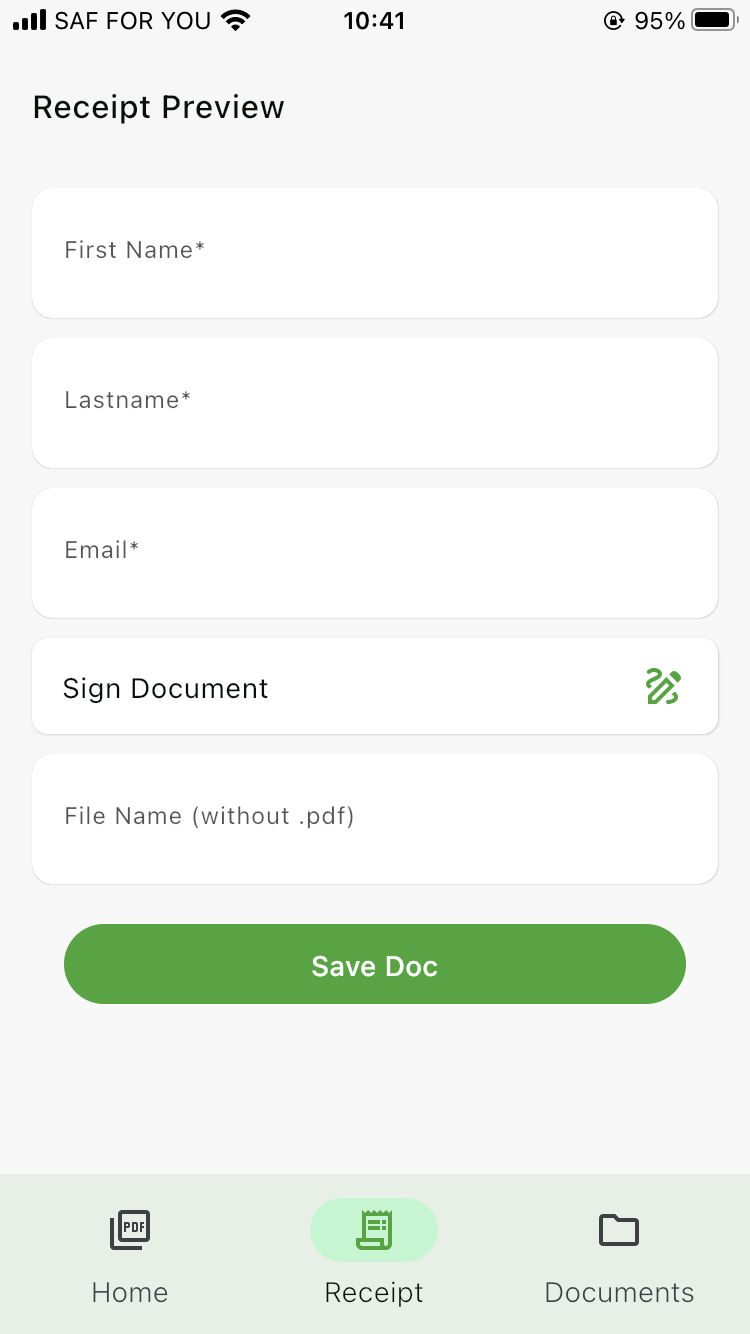 SAF FOR YOU 10:41 95%
Receipt Preview
First Name*
Lastname*
Email*
Sign Document
File Name (without .pdf)
Save Doc
PDF
Home Receipt Documents